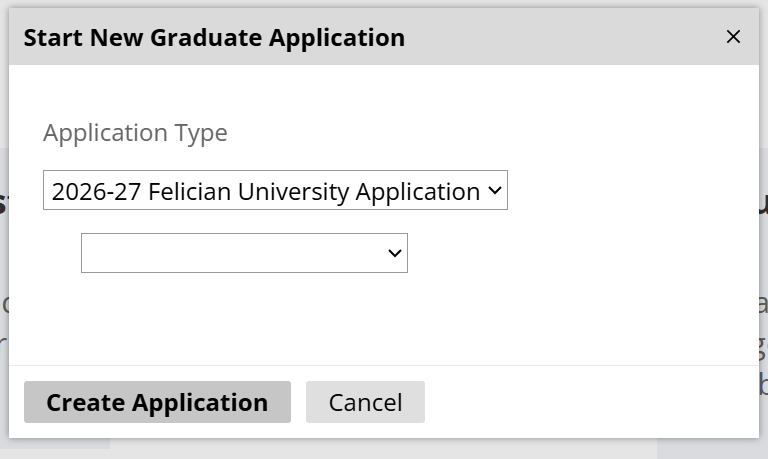 Start New Graduate Application
Application Type
2026-27 Felician University Application
Create Application
Cancel